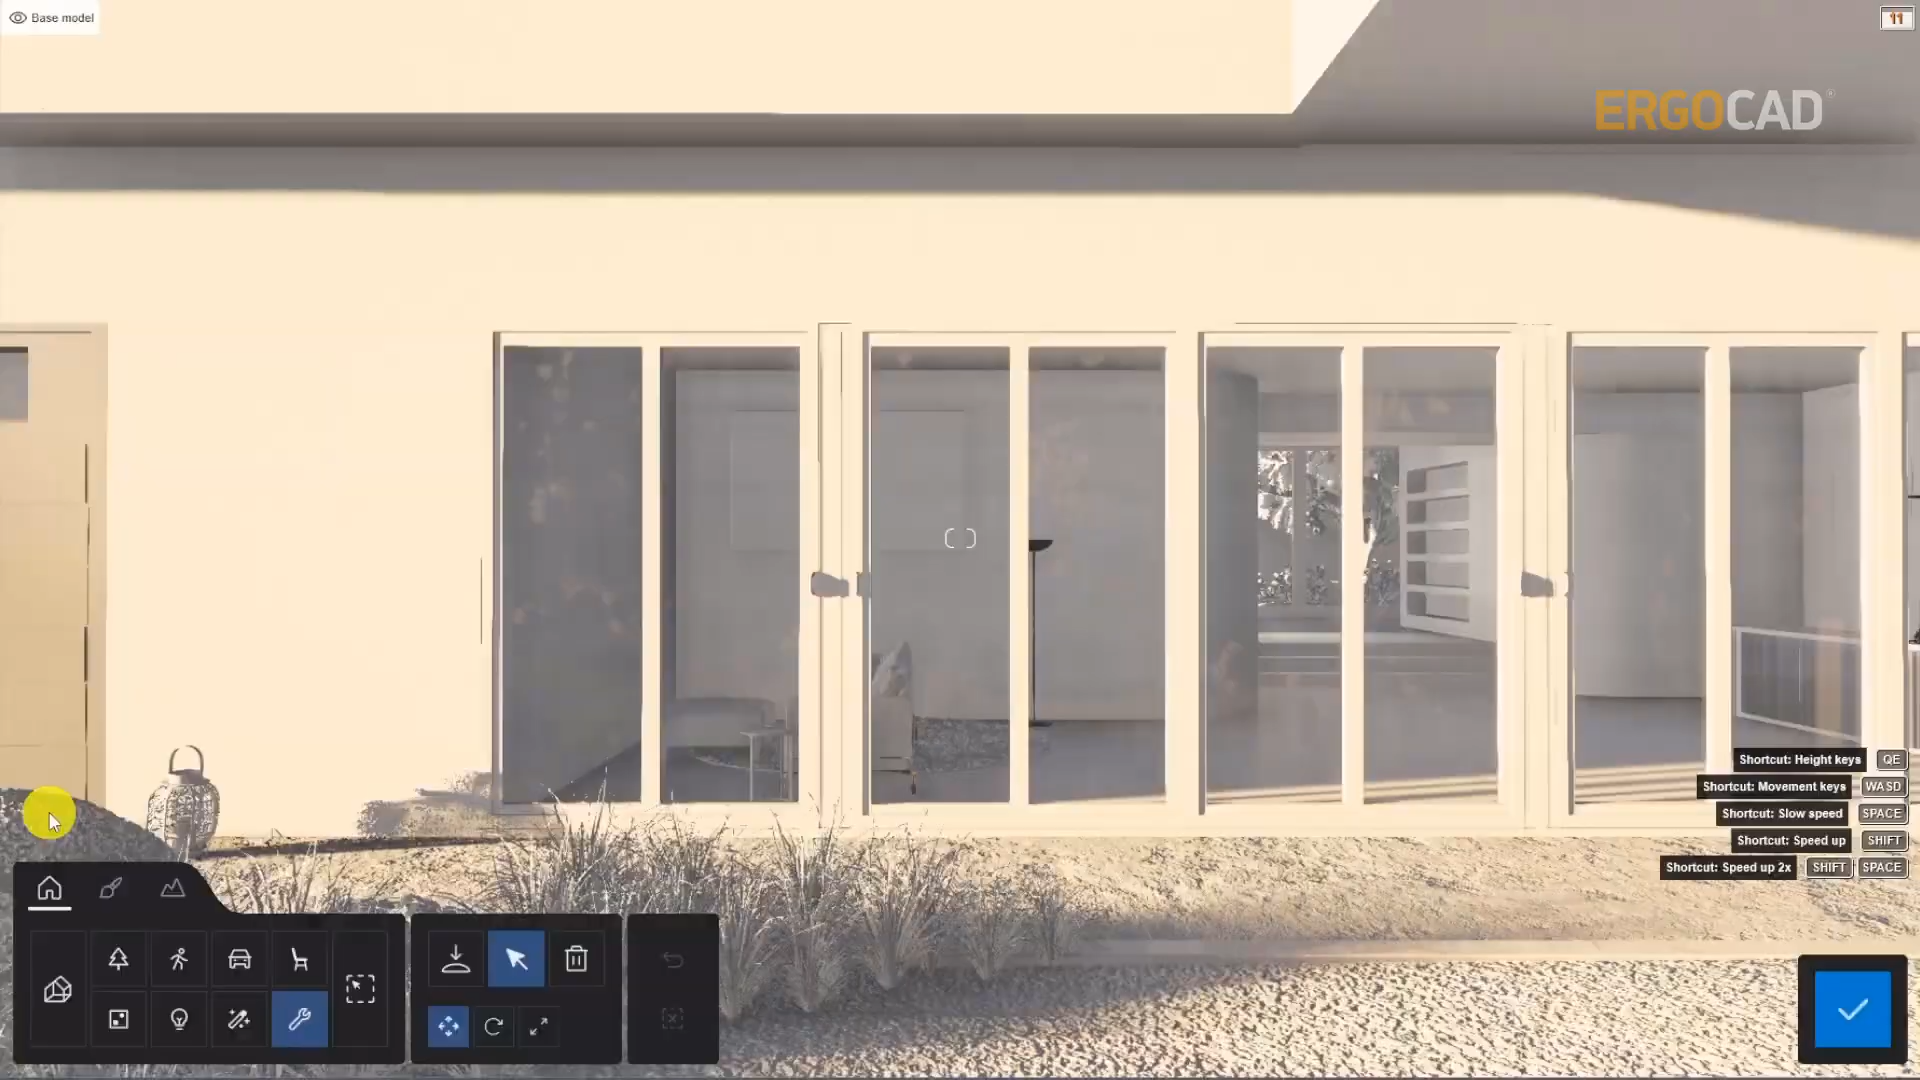 Base model
11
ERGOCAD®
Shortcut: Height keys QE
Shortcut: Movement keys WASD
Shortcut: Slow speed SPACE
Shortcut: Speed up SHIFT
Shortcut: Speed up 2x SHIFT SPACE